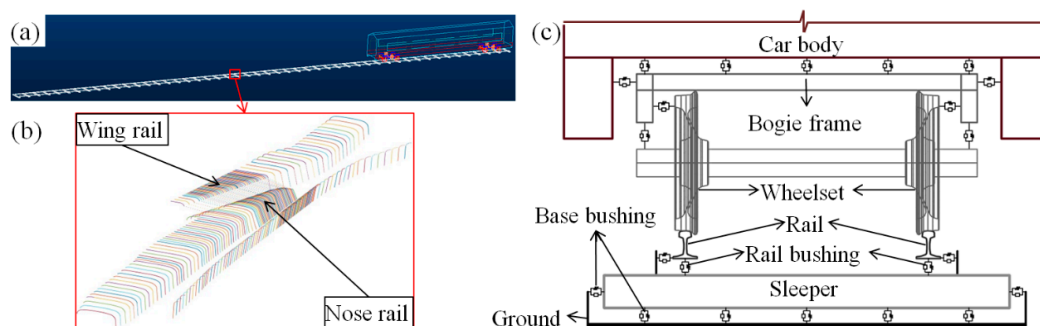 (a)
(b)
Wing rail
Nose rail
(c)
Car body
Bogie frame
Wheelset
Base bushing
Rail
Rail bushing
Sleeper
Ground